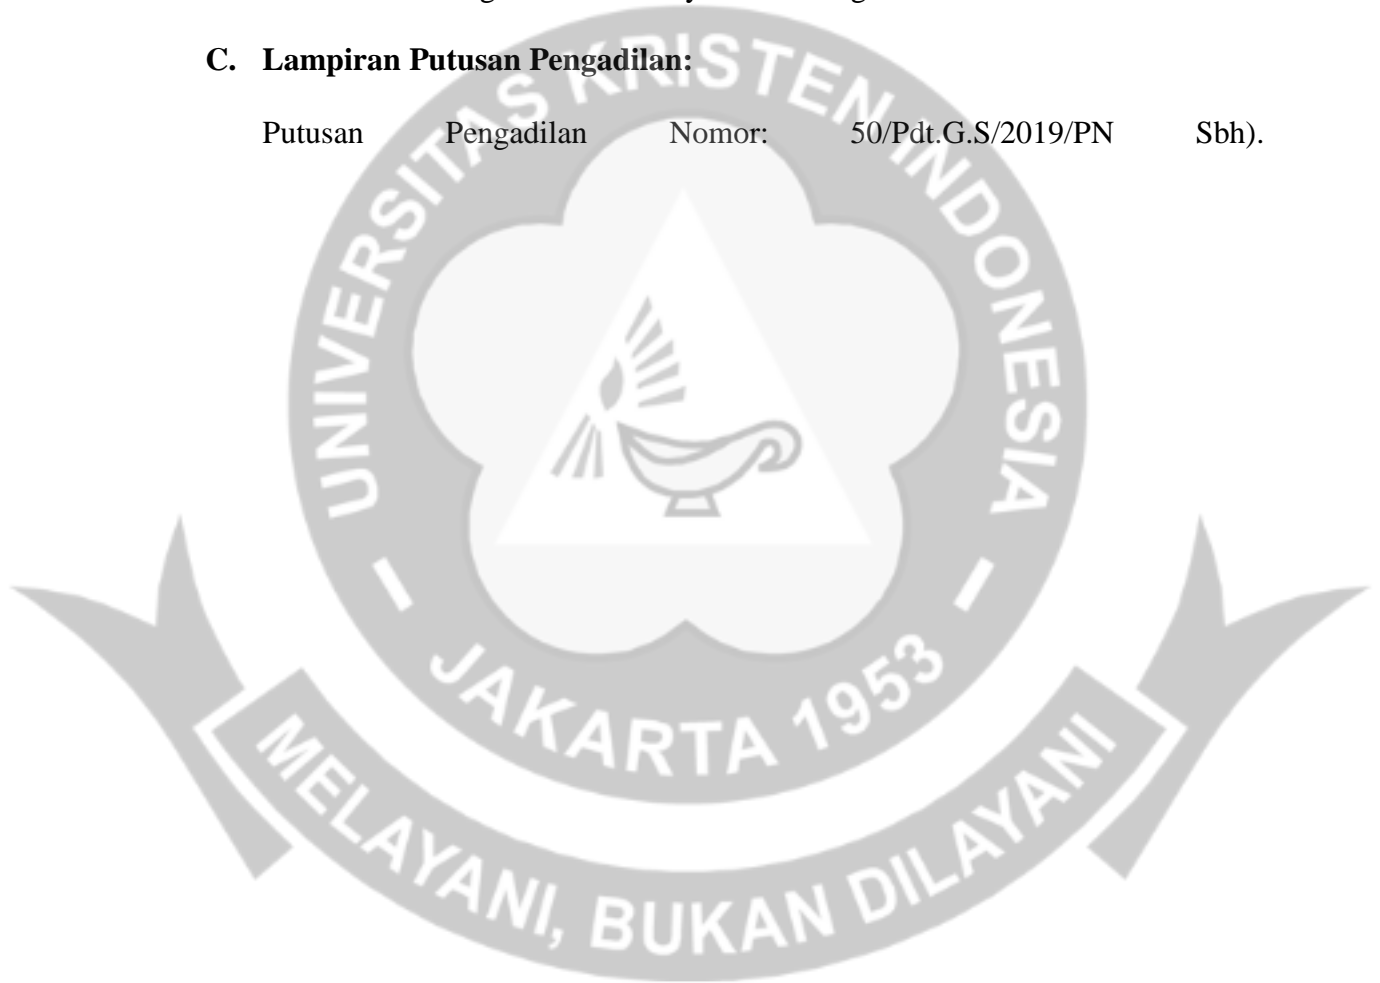 C. Lampiran Putusan Pengadilan:
Putusan Pengadilan Nomor: 50/Pdt.G.S/2019/PN Sbh).
UNIVERSITAS KRISTEN INDONESIA
JAKARTA 1953
MELAYANI, BUKAN DILAYANI